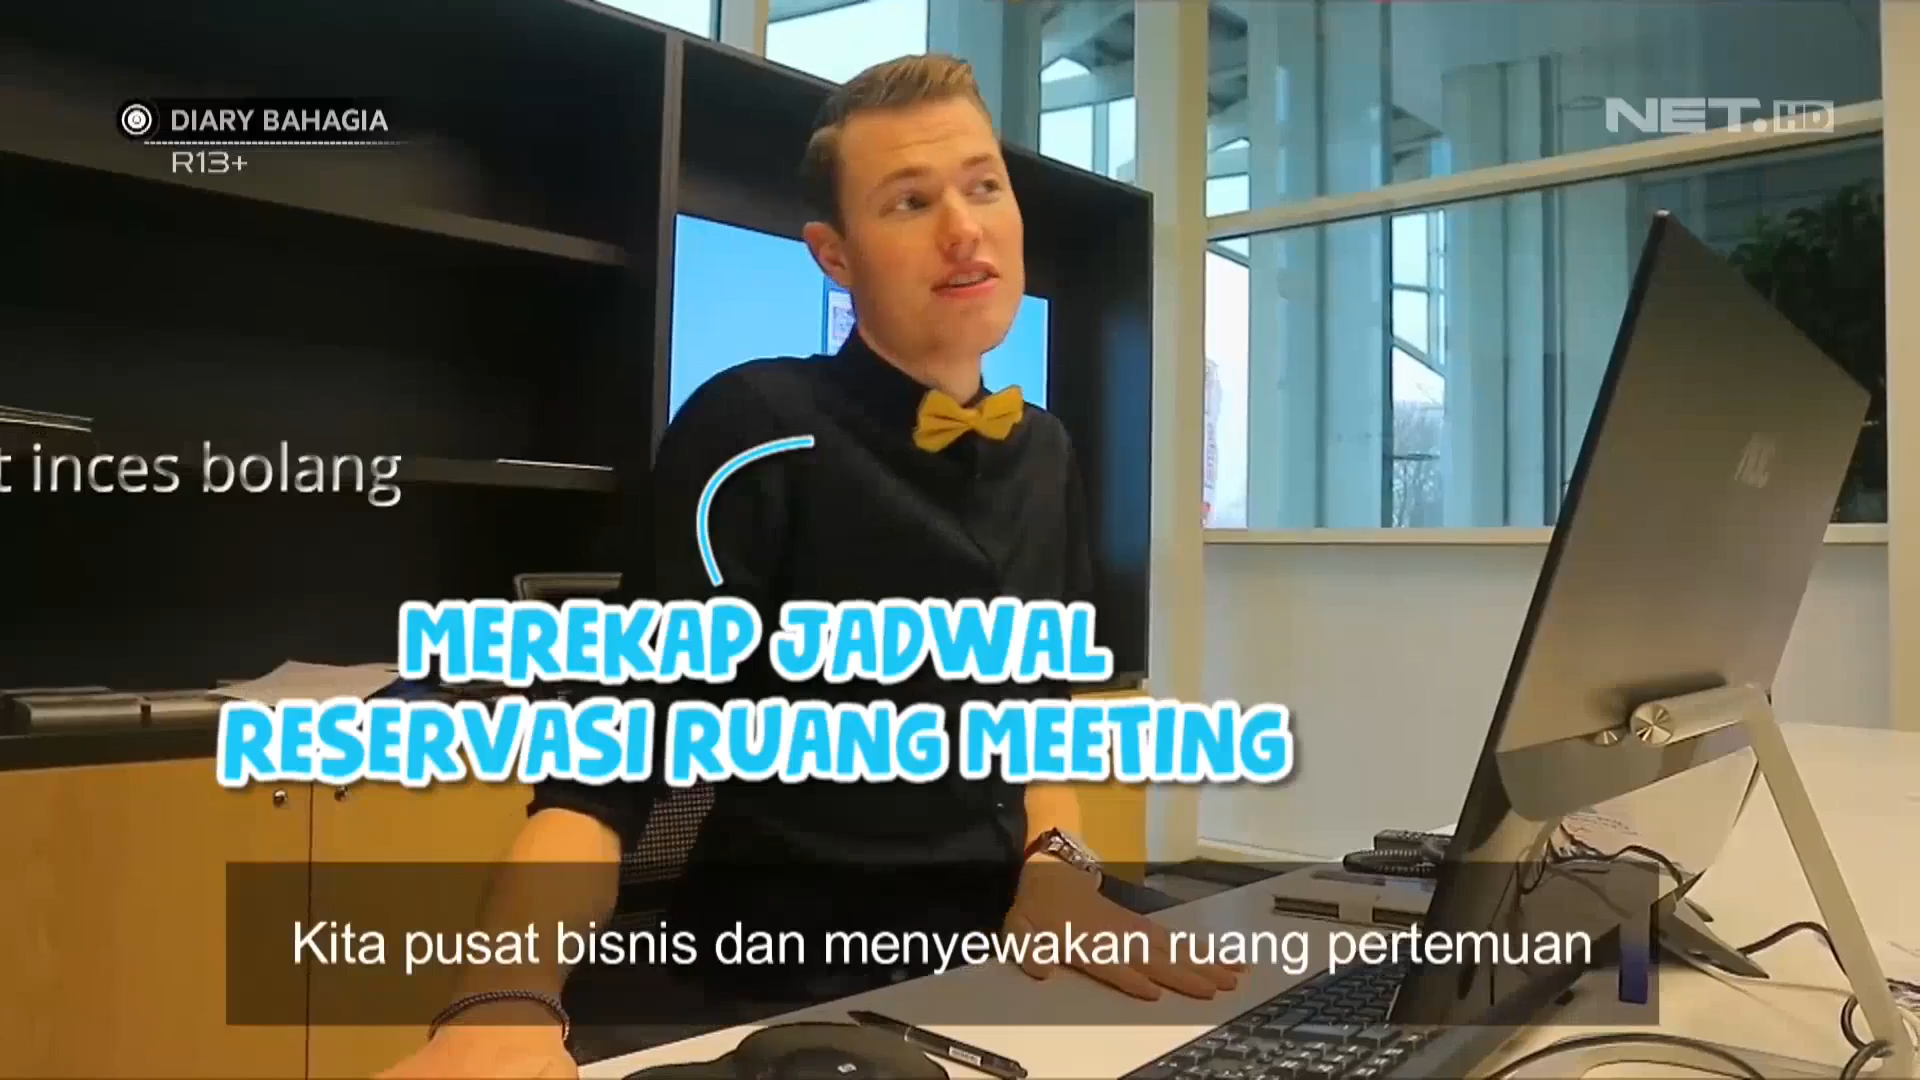 DIARY BAHAGIA
R13+
NET.HD
t inces bolang
MEREKAP JADWAL
RESERVASI RUANG MEETING
Kita pusat bisnis dan menyewakan ruang pertemuan